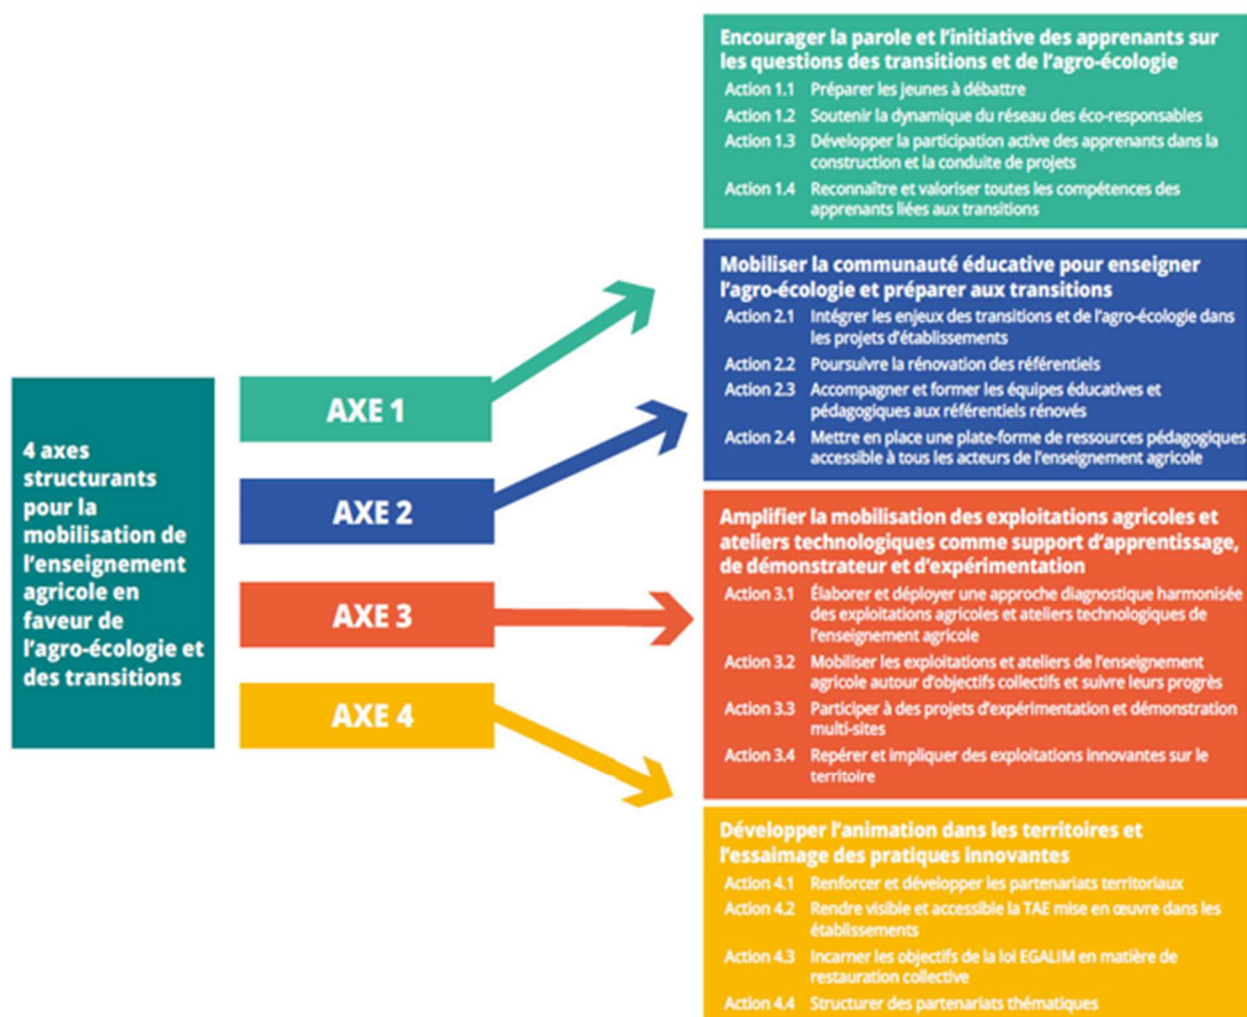 4 axes
structurants
pour la
mobilisation de
l’enseignement
agricole en
faveur de
l’agro-écologie et
des transitions
AXE 1
AXE 2
AXE 3
AXE 4
Encourager la parole et l’initiative des apprenants sur
les questions des transitions et de l’agro-écologie
Action 1.1 Préparer les jeunes à débattre
Action 1.2 Soutenir la dynamique du réseau des éco-responsables
Action 1.3 Développer la participation active des apprenants dans la
construction et la conduite de projets
Action 1.4 Reconnaître et valoriser toutes les compétences des
apprenants liées aux transitions
Mobiliser la communauté éducative pour enseigner
l’agro-écologie et préparer aux transitions
Action 2.1 Intégrer les enjeux des transitions et de l’agro-écologie dans
les projets d’établissements
Action 2.2 Poursuivre la rénovation des référentiels
Action 2.3 Accompagner et former les équipes éducatives et
pédagogiques aux référentiels rénovés
Action 2.4 Mettre en place une plate-forme de ressources pédagogiques
accessible à tous les acteurs de l’enseignement agricole
Amplifier la mobilisation des exploitations agricoles et
ateliers technologiques comme support d’apprentissage,
de démonstrateur et d’expérimentation
Action 3.1 Élaborer et déployer une approche diagnostique harmonisée
des exploitations agricoles et ateliers technologiques de
l’enseignement agricole
Action 3.2 Mobiliser les exploitations et ateliers de l’enseignement
agricole autour d’objectifs collectifs et suivre leurs progrès
Action 3.3 Participer à des projets d’expérimentation et démonstration
multi-sites
Action 3.4 Repérer et impliquer des exploitations innovantes sur le
territoire
Développer l’animation dans les territoires et
l’essaimage des pratiques innovantes
Action 4.1 Renforcer et développer les partenariats territoriaux
Action 4.2 Rendre visible et accessible la TAE mise en œuvre dans les
établissements
Action 4.3 Incarner les objectifs de la loi EGALIM en matière de
restauration collective
Action 4.4 Structurer des partenariats thématiques